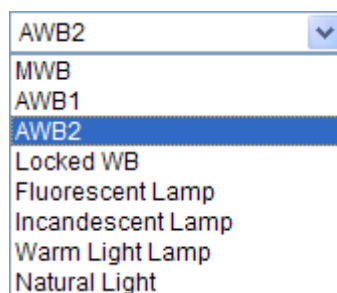 AWB2
MWB
AWB1
AWB2
Locked WB
Fluorescent Lamp
Incandescent Lamp
Warm Light Lamp
Natural Light